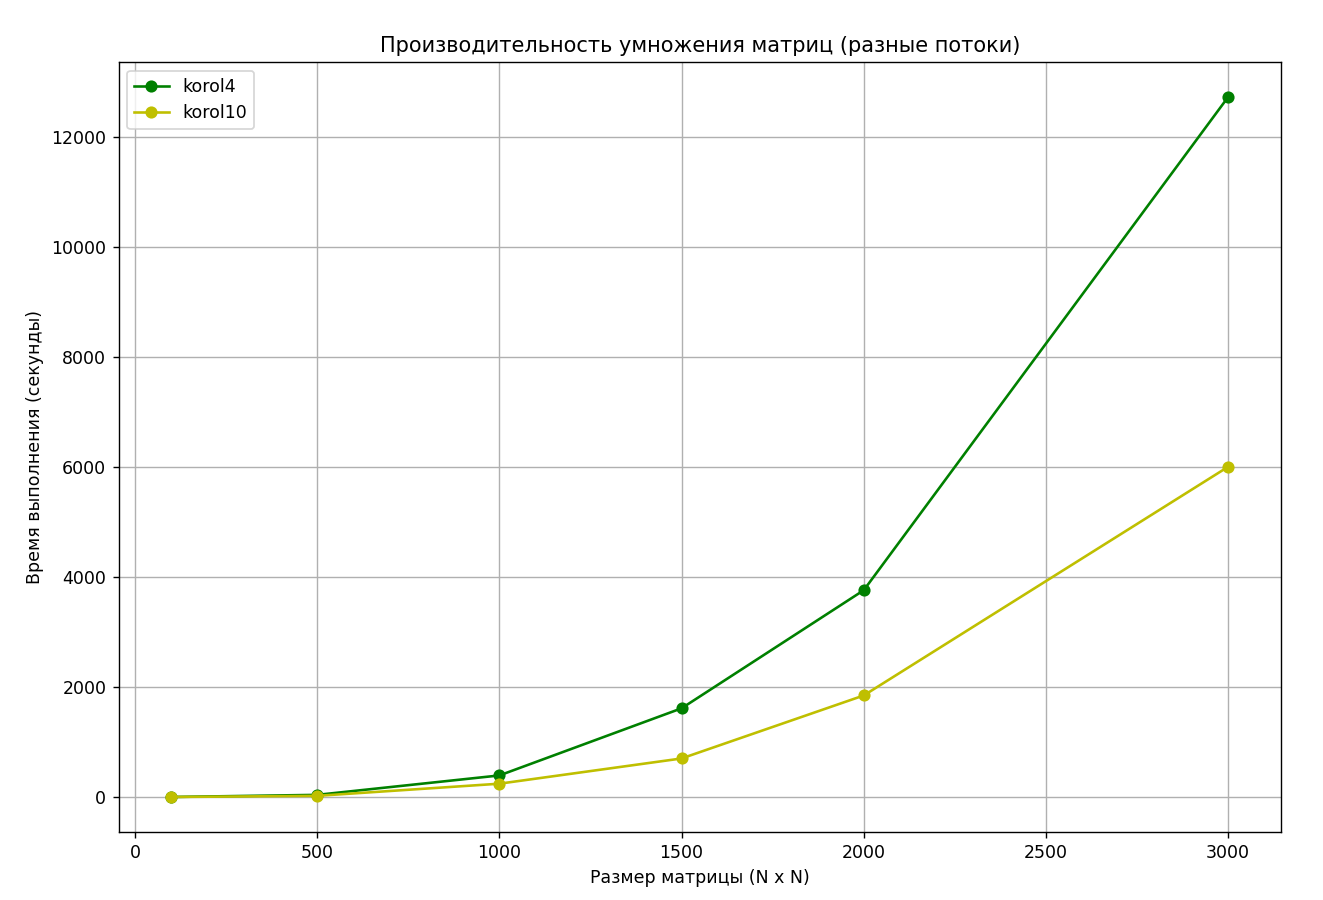 Производительность умножения матриц (разные потоки)
korol4
korol10
12000
10000
8000
6000
4000
2000
0
Время выполнения (секунды)
0 500 1000 1500 2000 2500 3000
Размер матрицы (N x N)